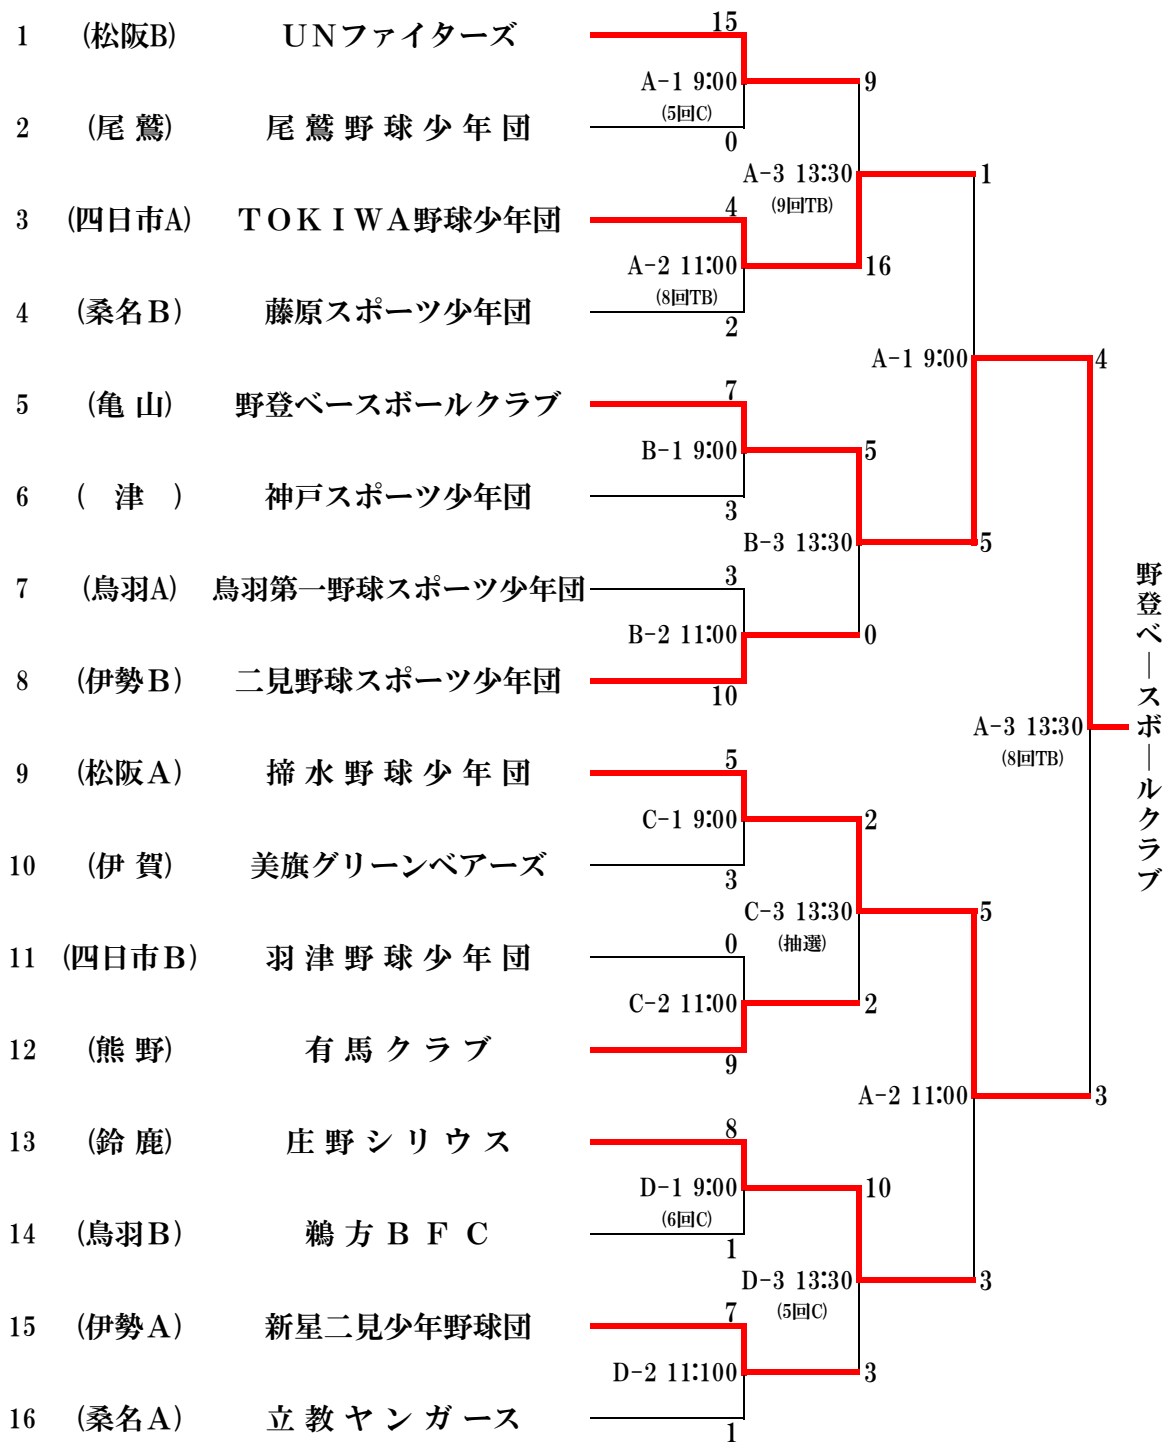 15
1 (松阪B) ＵＮファイターズ
A-1 9:00 9
(5回C)
2 (尾 鷲) 尾 鷲 野 球 少 年 団
0
A-3 13:30 1
(9回TB)
4
3 (四日市A) ＴＯＫＩＷＡ野球少年団
A-2 11:00 16
(8回TB)
4 (桑名Ｂ) 藤原スポーツ少年団
2
A-1 9:00 4
7
5 (亀 山) 野登ベースボールクラブ
B-1 9:00 5
6 (　津　) 神戸スポーツ少年団
3
B-3 13:30 5
3
7 (鳥羽A) 鳥羽第一野球スポーツ少年団
B-2 11:00 0
8 (伊勢Ｂ) 二見野球スポーツ少年団
10
野登ベースボールクラブ
A-3 13:30
(8回TB)
5
9 (松阪Ａ) 揥 水 野 球 少 年 団
C-1 9:00 2
10 (伊 賀) 美旗グリーンベアーズ
3
C-3 13:30 5
(抽選)
0
11 (四日市Ｂ) 羽 津 野 球 少 年 団
C-2 11:00 2
12 (熊 野) 有 馬 ク ラ ブ
9
A-2 11:00 3
8
13 (鈴 鹿) 庄 野 シ リ ウ ス
D-1 9:00 10
(6回C)
14 (鳥羽Ｂ) 鵜 方 Ｂ Ｆ Ｃ
1
D-3 13:30 3
(5回C)
7
15 (伊勢Ａ) 新星二見少年野球団
D-2 11:100 3
16 (桑名Ａ) 立 教 ヤ ン ガ ー ス
1